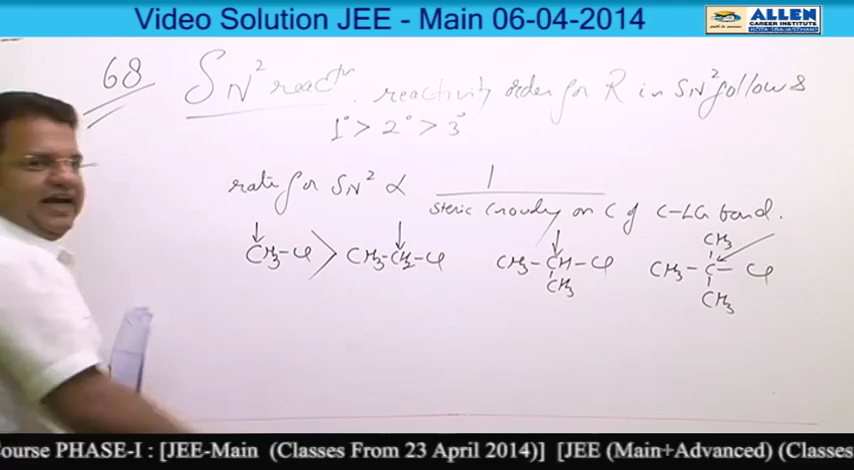 Video Solution JEE - Main 06-04-2014
ALLEN
CAREER INSTITUTE
KOTA (RAJASTHAN)
68
SN² reactn. reactivity order for R in SN² follows
1° > 2° > 3°
rate for SN² ∝ 1
steric crowding on C of C-LG bond.
CH₃-Cl > CH₃-CH₂-Cl CH₃-CH-Cl CH₃-C-Cl
CH₃ CH₃ CH₃
Course PHASE-I : [JEE-Main (Classes From 23 April 2014)] [JEE (Main+Advanced) (Classes